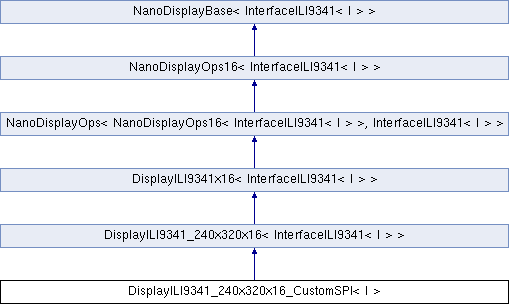 NanoDisplayBase< InterfaceILI9341< I > >
NanoDisplayOps16< InterfaceILI9341< I > >
NanoDisplayOps< NanoDisplayOps16< InterfaceILI9341< I > >, InterfaceILI9341< I > >
DisplayILI9341x16< InterfaceILI9341< I > >
DisplayILI9341_240x320x16< InterfaceILI9341< I > >
DisplayILI9341_240x320x16_CustomSPI< I >